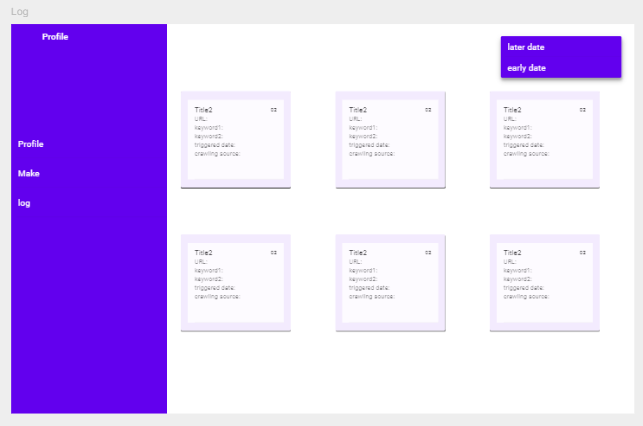 Log
Profile
later date
early date
Profile
Make
log
Title2
URL:
keyword1:
keyword2:
triggered date:
crawling source:
Title2
URL:
keyword1:
keyword2:
triggered date:
crawling source:
Title2
URL:
keyword1:
keyword2:
triggered date:
crawling source:
Title2
URL:
keyword1:
keyword2:
triggered date:
crawling source:
Title2
URL:
keyword1:
keyword2:
triggered date:
crawling source:
Title2
URL:
keyword1:
keyword2:
triggered date:
crawling source: